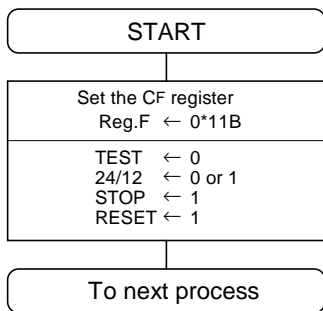 START
Set the CF register
Reg.F ← 0*11B
TEST ← 0
24/12 ← 0 or 1
STOP ← 1
RESET ← 1
To next process